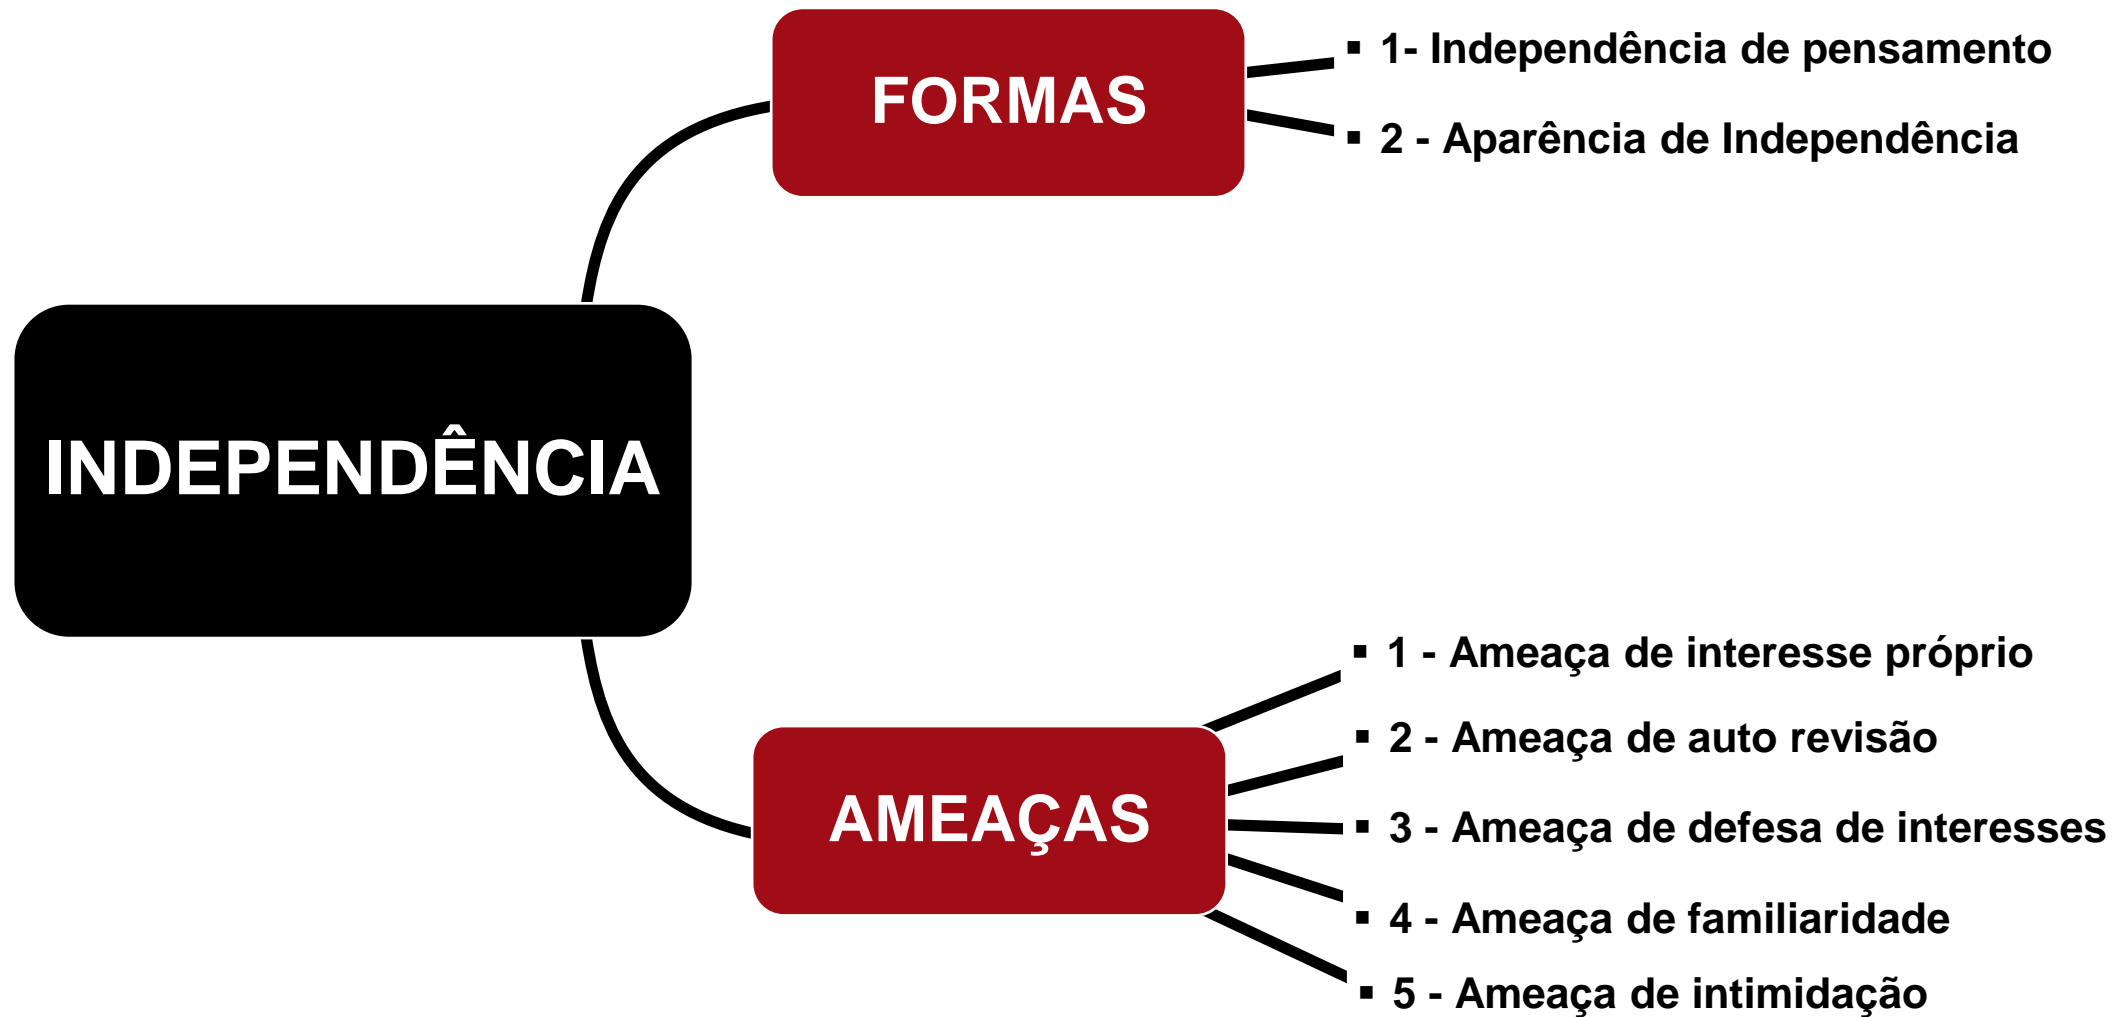 FORMAS
▪ 1- Independência de pensamento
▪ 2 - Aparência de Independência
INDEPENDÊNCIA
AMEAÇAS
▪ 1 - Ameaça de interesse próprio
▪ 2 - Ameaça de auto revisão
▪ 3 - Ameaça de defesa de interesses
▪ 4 - Ameaça de familiaridade
▪ 5 - Ameaça de intimidação